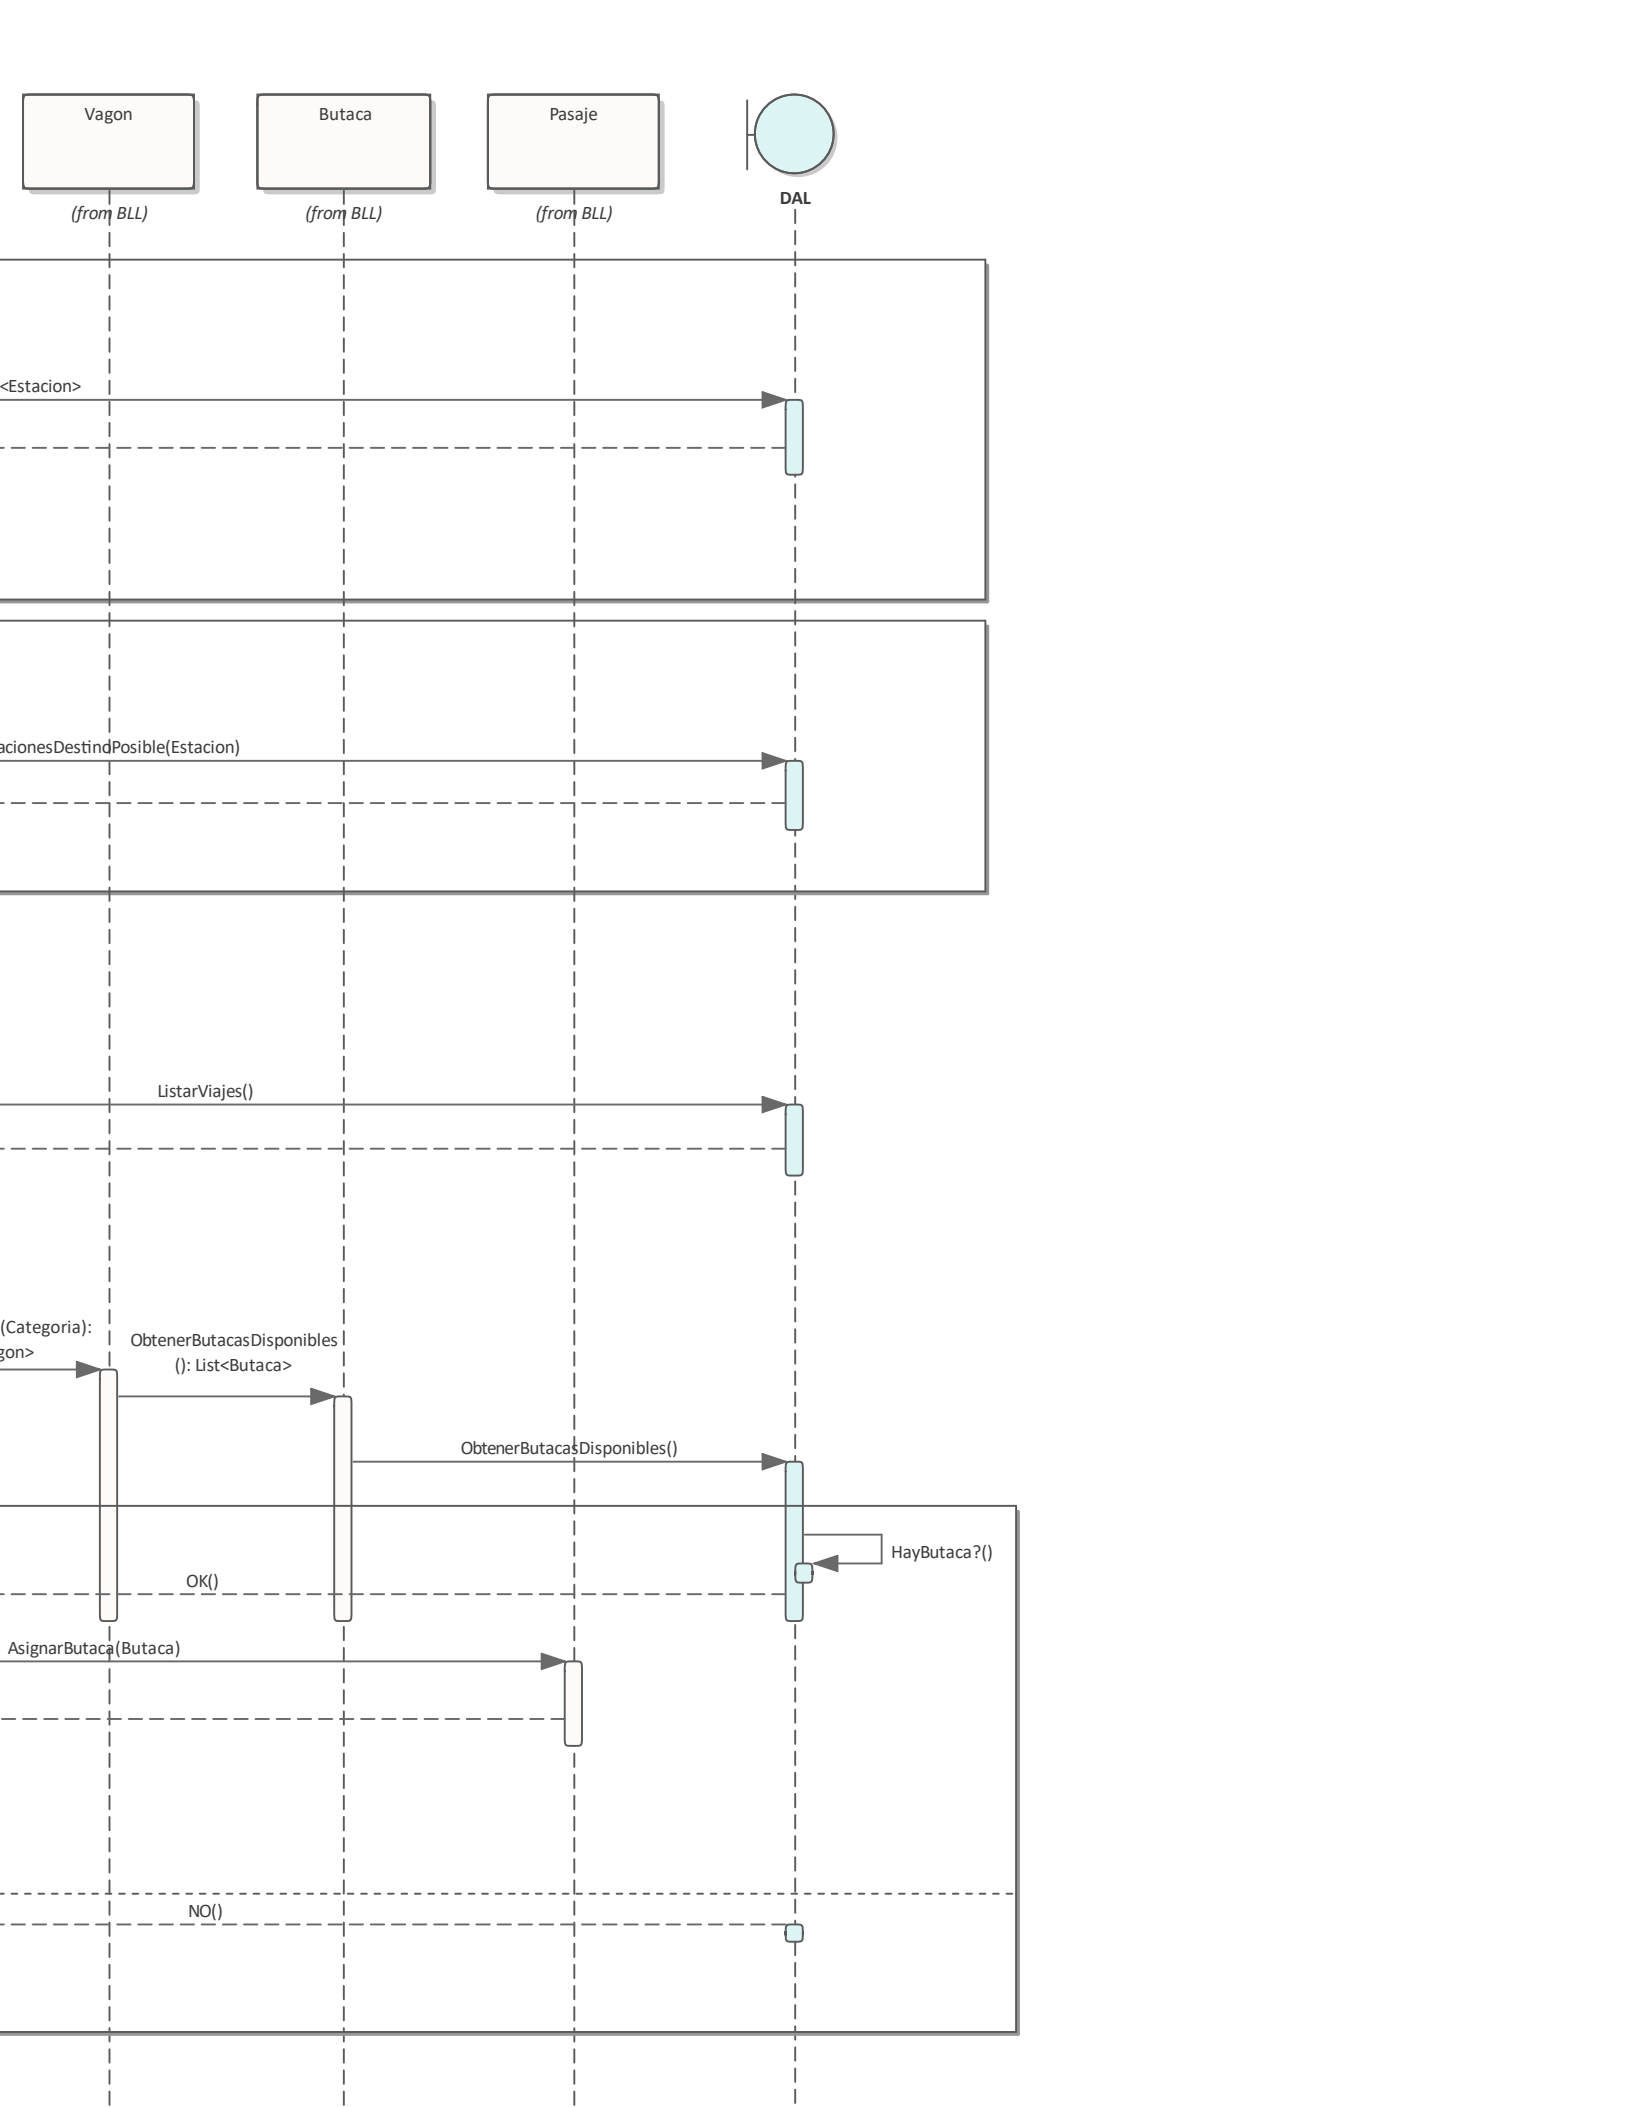 Vagon
Butaca
Pasaje
DAL
(from BLL)
(from BLL)
(from BLL)
<Estacion>
acionesDestinoPosible(Estacion)
ListarViajes()
(Categoria):
gon>
ObtenerButacasDisponibles
(): List<Butaca>
ObtenerButacasDisponibles()
HayButaca?()
OK()
AsignarButaca(Butaca)
NO()